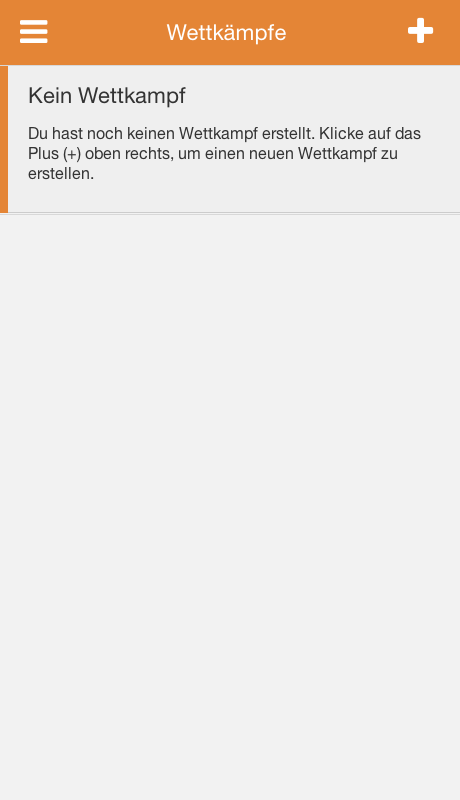 Wettkämpfe
Kein Wettkampf
Du hast noch keinen Wettkampf erstellt. Klicke auf das
Plus (+) oben rechts, um einen neuen Wettkampf zu
erstellen.